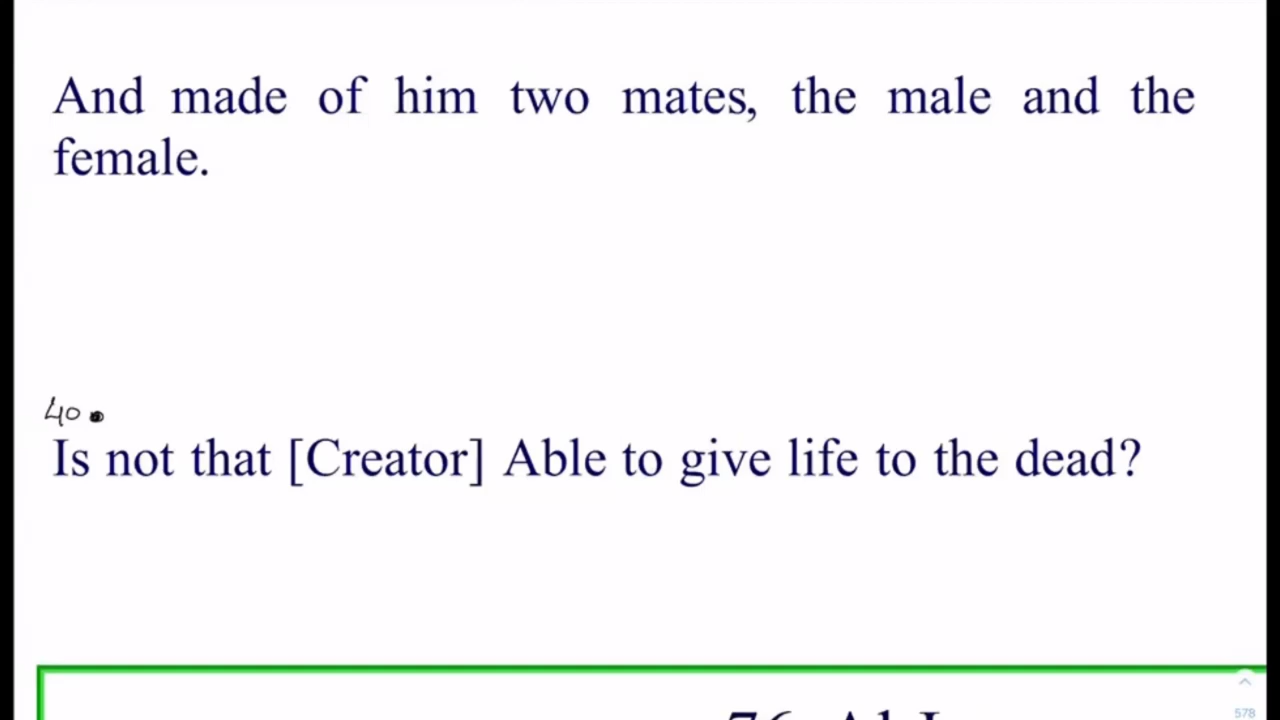 And made of him two mates, the male and the
female.
40.
Is not that [Creator] Able to give life to the dead?
578